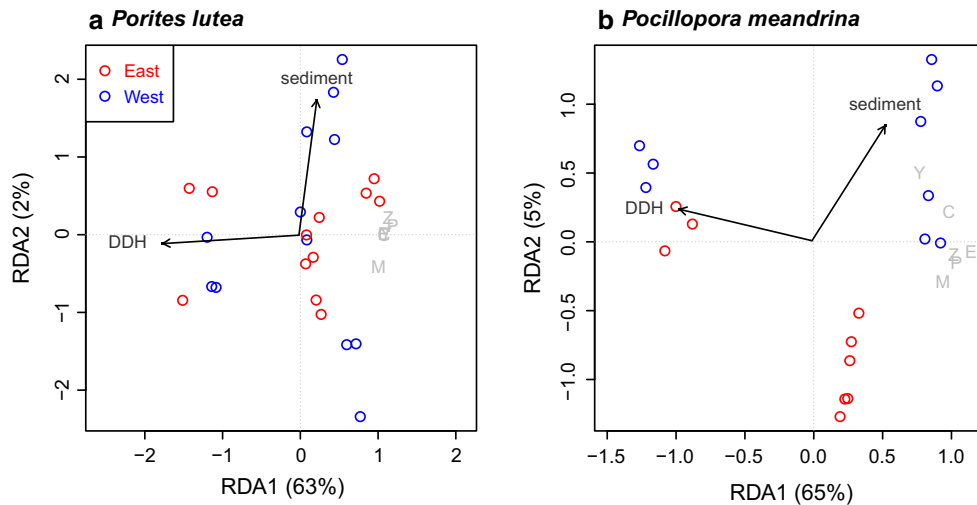 a Porites lutea
East
West
sediment
DDH
Z
P
M
RDA2 (2%)
2
1
0
−1
−2
−2 −1 0 1 2
RDA1 (63%)
b Pocillopora meandrina
sediment
Y
C
DDH
Z
P
E
M
RDA2 (5%)
1.0
0.5
0.0
−0.5
−1.0
−1.5 −1.0 −0.5 0.0 0.5 1.0
RDA1 (65%)